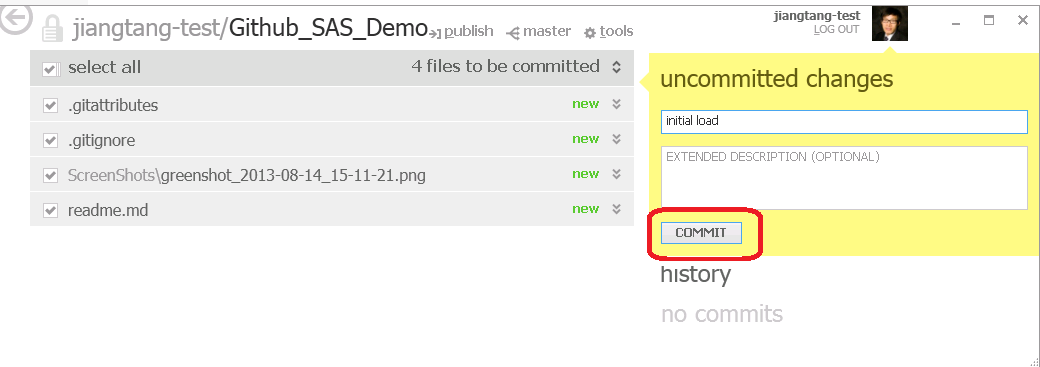 jiangtang-test/Github_SAS_Demo publish master tools
select all 4 files to be committed
.gitattributes new
.gitignore new
ScreenShots\greenshot_2013-08-14_15-11-21.png new
readme.md new
jiangtang-test
LOG OUT
uncommitted changes
initial load
EXTENDED DESCRIPTION (OPTIONAL)
COMMIT
history
no commits